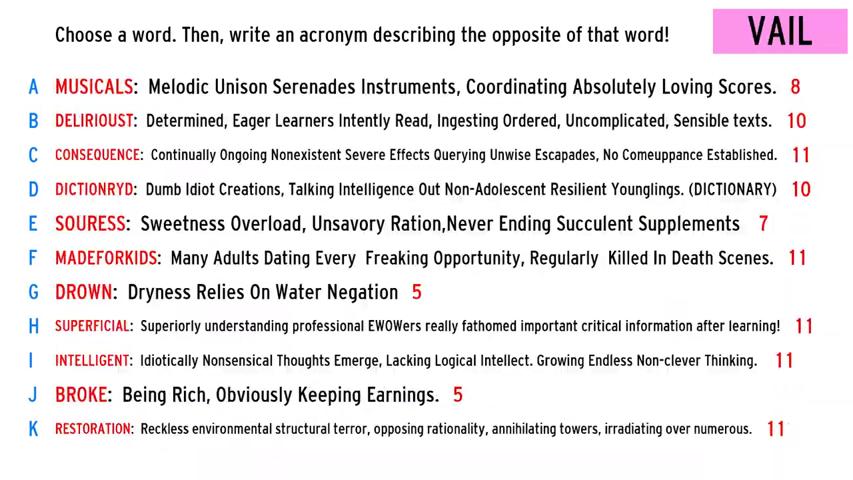 Choose a word. Then, write an acronym describing the opposite of that word!
VAIL
A MUSICALS: Melodic Unison Serenades Instruments, Coordinating Absolutely Loving Scores. 8
B DELIRIOUST: Determined, Eager Learners Intently Read, Ingesting Ordered, Uncomplicated, Sensible texts. 10
C CONSEQUENCE: Continually Ongoing Nonexistent Severe Effects Querying Unwise Escapades, No Comeuppance Established. 11
D DICTIONRYD: Dumb Idiot Creations, Talking Intelligence Out Non-Adolescent Resilient Younglings. (DICTIONARY) 10
E SOURESS: Sweetness Overload, Unsavory Ration,Never Ending Succulent Supplements 7
F MADEFORKIDS: Many Adults Dating Every Freaking Opportunity, Regularly Killed In Death Scenes. 11
G DROWN: Dryness Relies On Water Negation 5
H SUPERFICIAL: Superiorly understanding professional EWOWers really fathomed important critical information after learning! 11
I INTELLIGENT: Idiotically Nonsensical Thoughts Emerge, Lacking Logical Intellect. Growing Endless Non-clever Thinking. 11
J BROKE: Being Rich, Obviously Keeping Earnings. 5
K RESTORATION: Reckless environmental structural terror, opposing rationality, annihilating towers, irradiating over numerous. 11